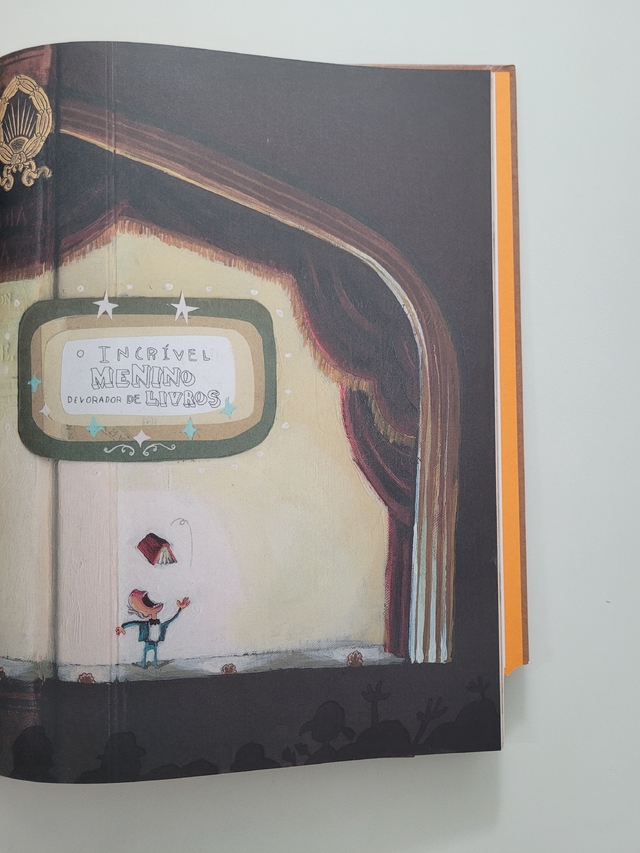 O INCRÍVEL
MENINO
DEVORADOR DE LIVROS